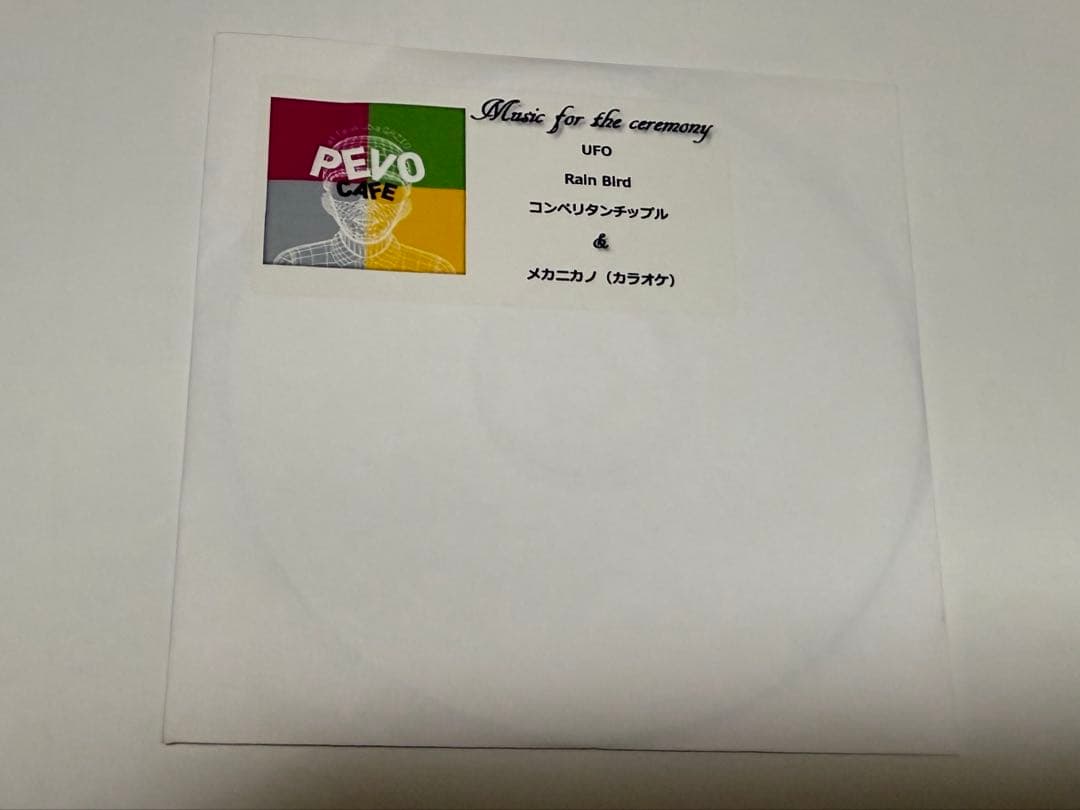 PEVO
CAFE
Music for the ceremony
UFO
Rain Bird
コンペリタンチップル
&
メカニカノ（カラオケ）